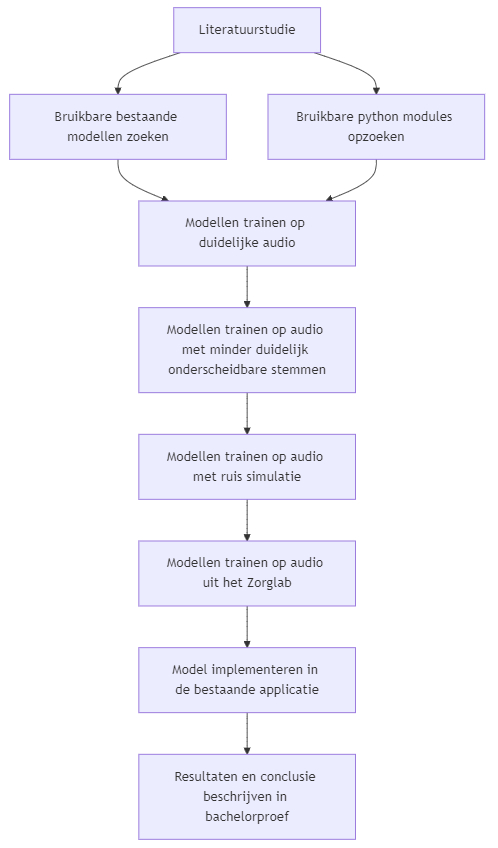 Literatuurstudie
Bruikbare bestaande
modellen zoeken
Bruikbare python modules
opzoeken
Modellen trainen op
duidelijke audio
Modellen trainen op audio
met minder duidelijk
onderscheidbare stemmen
Modellen trainen op audio
met ruis simulatie
Modellen trainen op audio
uit het Zorglab
Model implementeren in
de bestaande applicatie
Resultaten en conclusie
beschrijven in
bachelorproef